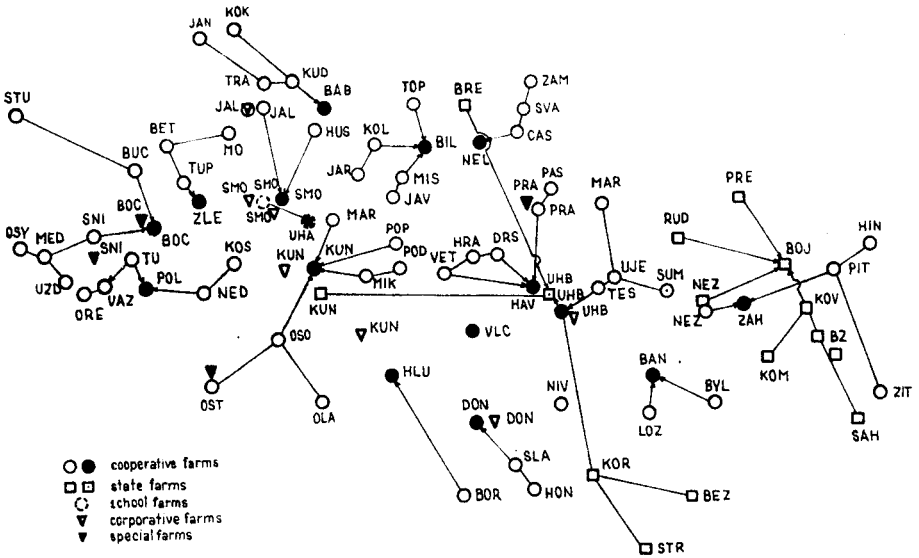 KOK
JAN
TRA
KUD
BAB
STU
JAL
JAL
TOP
BRE
ZAM
SVA
CAS
BET
MO
HUS
KOL
BIL
NEL
BUC
TUP
JAR
MIS
JAV
SMO
SMO
SMO
SMO
ZLE
BOC
BOC
UHA
MAR
PRA
PAS
PRA
MAR
PRE
RUD
HIN
OSY
MED
SNI
SNI
TU
KOS
KUN
KUN
POP
POD
HRA
DRS
VET
MIK
UZD
ORE
VAZ
POL
NED
KUN
HAV
UHB
UHB
UHB
UJE
TES
SUM
BOJ
PIT
NEZ
NEZ
ZAH
KOV
BZ
OSO
KUN
VLC
HLU
BAN
KOM
OST
OLA
DON
DON
NIV
LOZ
BYL
ZIT
SAH
SLA
BOR
HON
KOR
BEZ
STR
cooperative farms
state farms
school farms
corporative farms
special farms